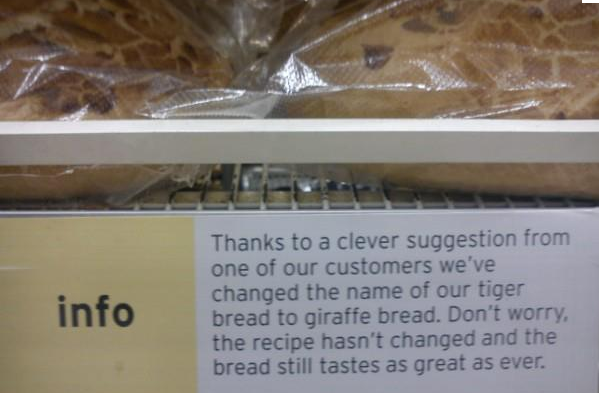 info
Thanks to a clever suggestion from
one of our customers we've
changed the name of our tiger
bread to giraffe bread. Don't worry,
the recipe hasn't changed and the
bread still tastes as great as ever.